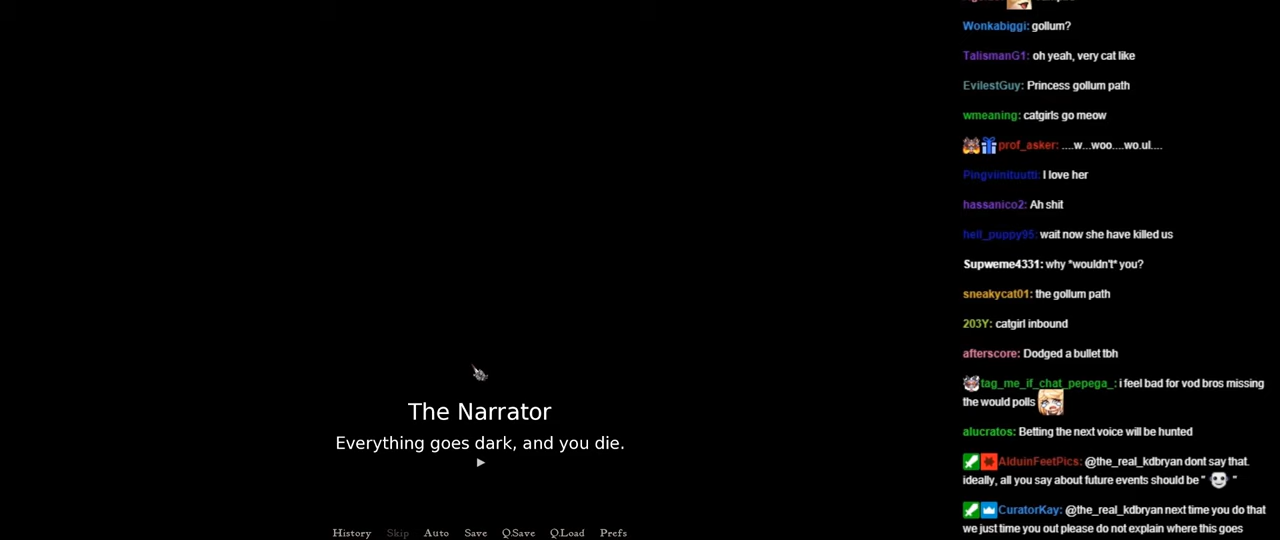 The Narrator
Everything goes dark, and you die.
History Skip Auto Save Q.Save Q.Load Prefs
Wonkabiggi: gollum?
TalismanG1: oh yeah, very cat like
EvilestGuy: Princess gollum path
wmeaning: catgirls go meow
prof_asker: ....w...woo....wo.ul....
Pingviinituutti: I love her
hassanico2: Ah shit
hell_puppy95: wait now she have killed us
Supweme4331: why *wouldn't* you?
sneakycat01: the gollum path
203Y: catgirl inbound
afterscore: Dodged a bullet tbh
tag_me_if_chat_pepega_: i feel bad for vod bros missing
the would polls
alucratos: Betting the next voice will be hunted
AlduinFeetPics: @the_real_kdbryan dont say that.
ideally, all you say about future events should be " "
CuratorKay: @the_real_kdbryan next time you do that
we just time you out please do not explain where this goes